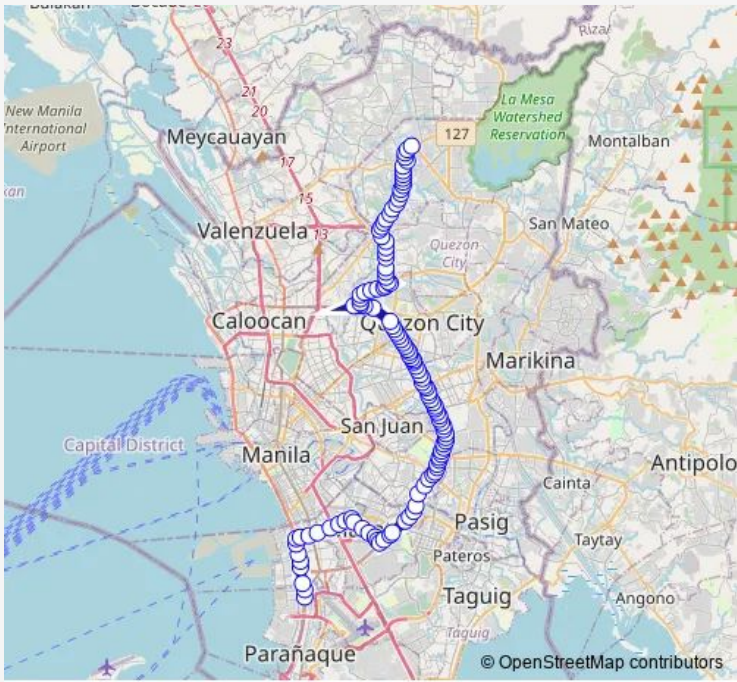 Riza
23
21
20
New Manila
International
Airport
Meycauayan
La Mesa
Watershed
Reservation
127
Montalban
17
15
San Mateo
Valenzuela
13
Quezon
City
Caloocan
Quezon City
Marikina
San Juan
Capital District
Manila
Antipolo
Cainta
Pasig
Taytay
Pateros
Taguig
Angono
Taguig
Parañaque
© OpenStreetMap contributors